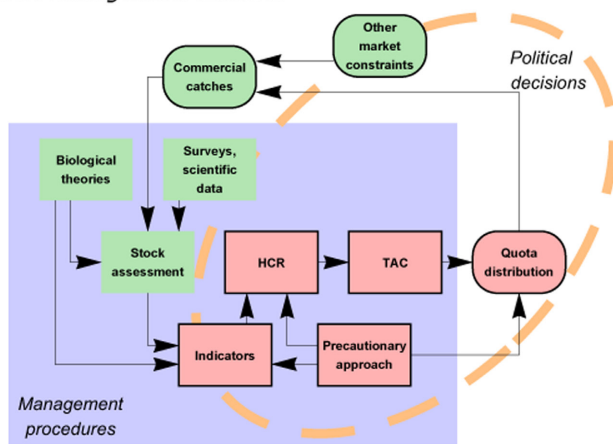 Other
market
constraints
Commercial
catches
Political
decisions
Biological
theories
Surveys,
scientific
data
Stock
assessment
HCR
TAC
Quota
distribution
Indicators
Precautionary
approach
Management
procedures